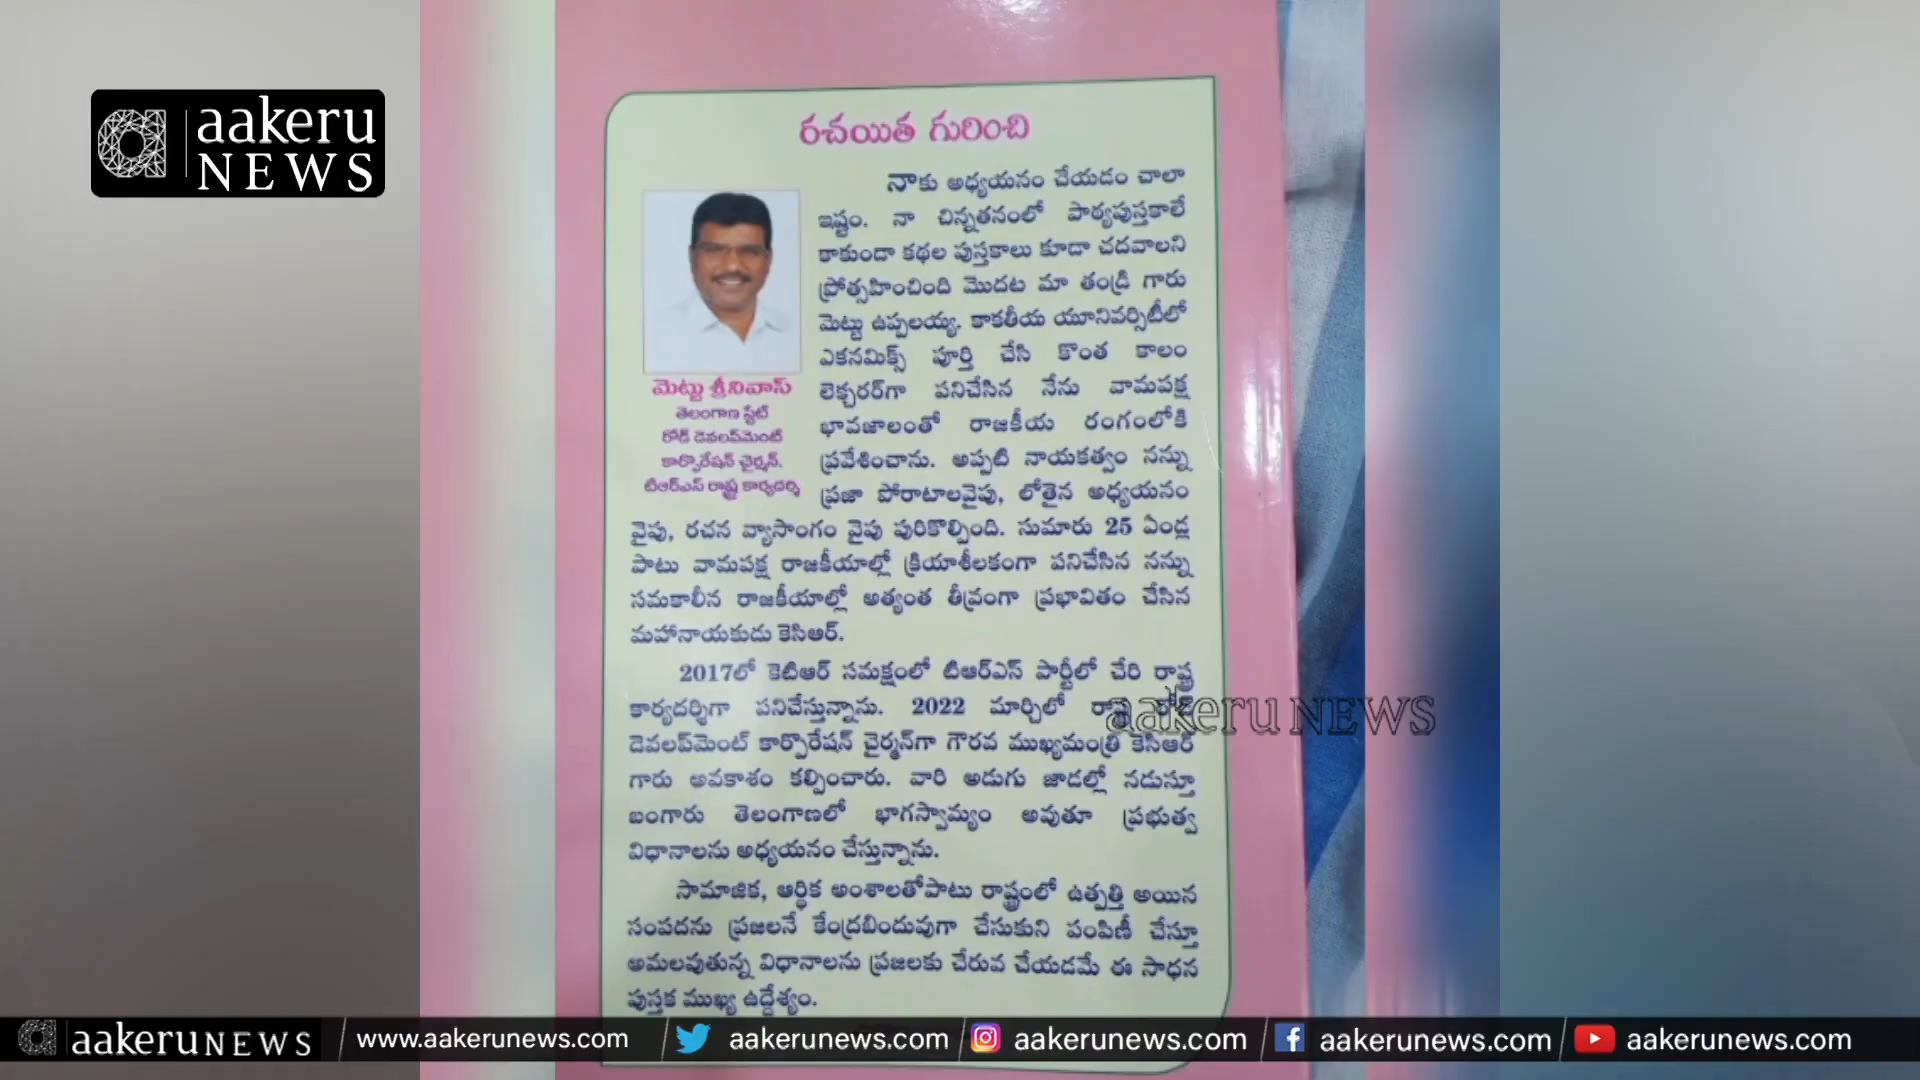 aakeru
NEWS
రచయిత గురించి
నాకు అధ్యయనం చేయడం చాలా
ఇష్టం. నా చిన్నతనంలో పాఠ్యపుస్తకాలే
కాకుండా కథల పుస్తకాలు కూడా చదవాలని
ప్రోత్సహించింది మొదట మా తండ్రి గారు
మెట్టు ఉప్పలయ్య. కాకతీయ యూనివర్సిటీలో
ఎకనమిక్స్ పూర్తి చేసి కొంత కాలం
లెక్చరర్‌గా పనిచేసిన నేను వామపక్ష
భావజాలంతో రాజకీయ రంగంలోకి
ప్రవేశించాను. అప్పటి నాయకత్వం నన్ను
ప్రజా పోరాటాలవైపు, లోతైన అధ్యయనం
మెట్టు శ్రీనివాస్
తెలంగాణ స్టేట్
రోడ్ డెవలప్‌మెంట్
కార్పొరేషన్ చైర్మన్.
టిఆర్ఎస్ రాష్ట్ర కార్యదర్శి
వైపు, రచన వ్యాసాంగం వైపు పురికొల్పింది. సుమారు 25 ఏండ్ల
పాటు వామపక్ష రాజకీయాల్లో క్రియాశీలకంగా పనిచేసిన నన్ను
సమకాలీన రాజకీయాల్లో అత్యంత తీవ్రంగా ప్రభావితం చేసిన
మహానాయకుడు కెసిఆర్.
2017లో కెటిఆర్ సమక్షంలో టిఆర్ఎస్ పార్టీలో చేరి రాష్ట్ర
కార్యదర్శిగా పనిచేస్తున్నాను. 2022 మార్చిలో రాష్ట్ర రోడ్
డెవలప్‌మెంట్ కార్పొరేషన్ చైర్మన్‌గా గౌరవ ముఖ్యమంత్రి కెసిఆర్
గారు అవకాశం కల్పించారు. వారి అడుగు జాడల్లో నడుస్తూ
బంగారు తెలంగాణలో భాగస్వామ్యం అవుతూ ప్రభుత్వ
విధానాలను అధ్యయనం చేస్తున్నాను.
సామాజిక, ఆర్థిక అంశాలతోపాటు రాష్ట్రంలో ఉత్పత్తి అయిన
సంపదను ప్రజలనే కేంద్రబిందువుగా చేసుకుని పంపిణీ చేస్తూ
అమలవుతున్న విధానాలను ప్రజలకు చేరువ చేయడమే ఈ సాధన
పుస్తక ముఖ్య ఉద్దేశ్యం.
aakeru NEWS
aakeru NEWS www.aakerunews.com aakerunews.com aakerunews.com aakerunews.com aakerunews.com